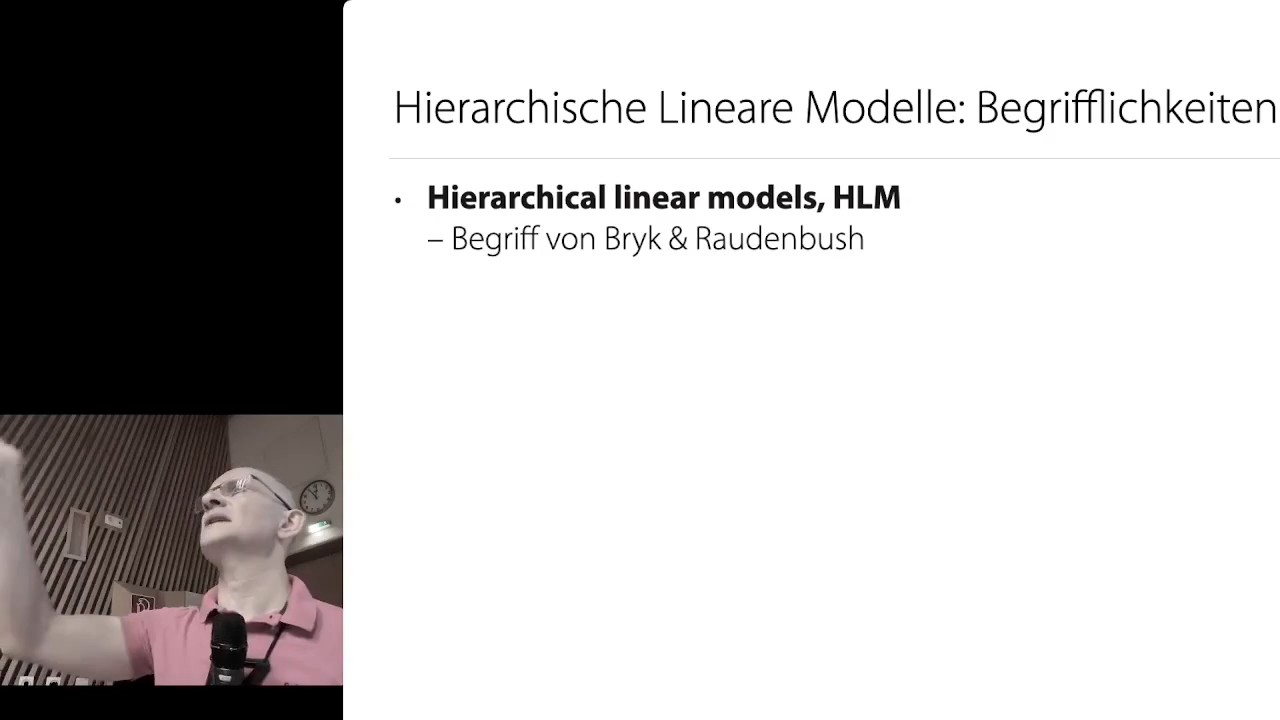 Hierarchische Lineare Modelle: Begrifflichkeiten
• Hierarchical linear models, HLM
– Begriff von Bryk & Raudenbush